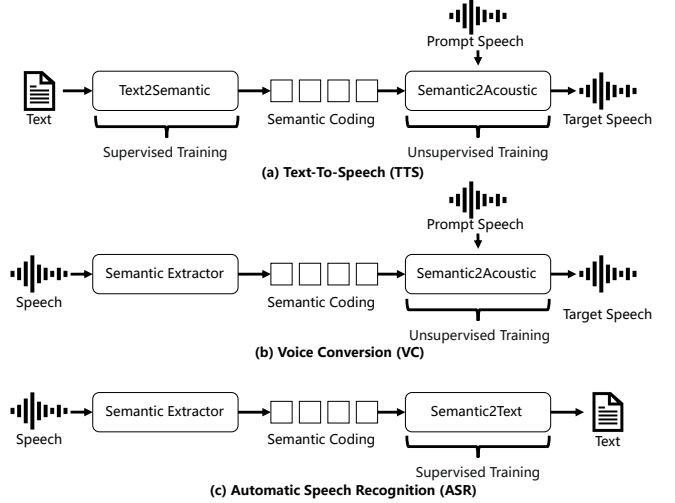 Prompt Speech
Text2Semantic
Semantic2Acoustic
Text
Semantic Coding
Target Speech
Supervised Training
Unsupervised Training
(a) Text-To-Speech (TTS)
Prompt Speech
Semantic Extractor
Semantic2Acoustic
Speech
Semantic Coding
Target Speech
Unsupervised Training
(b) Voice Conversion (VC)
Semantic Extractor
Semantic2Text
Speech
Semantic Coding
Text
Supervised Training
(c) Automatic Speech Recognition (ASR)